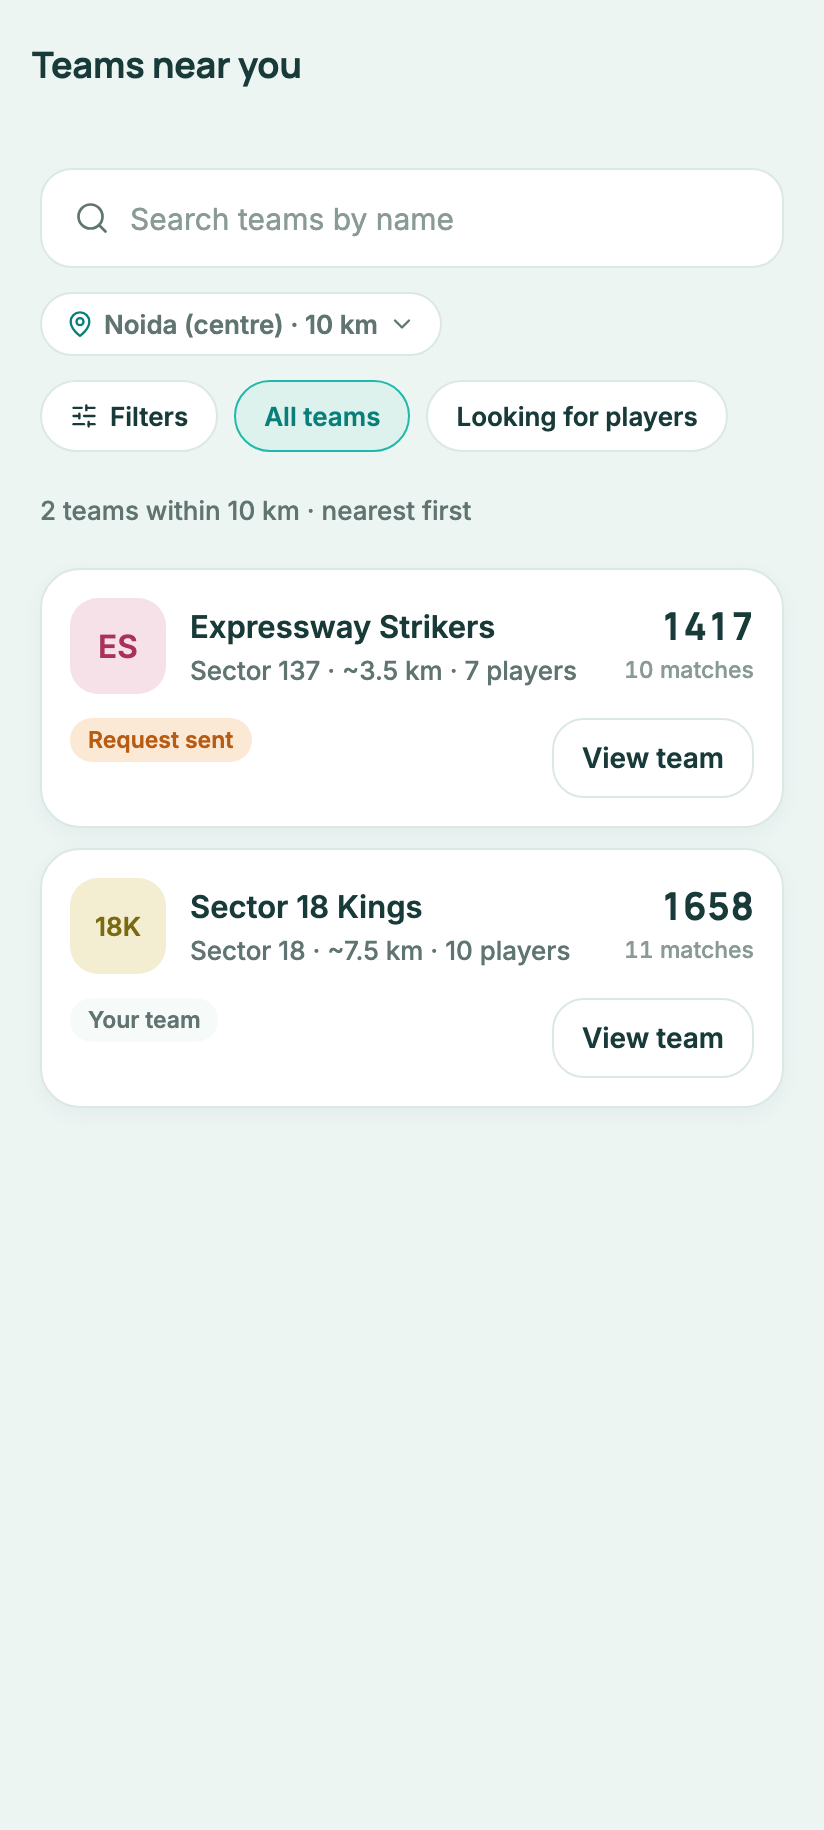 Teams near you
Search teams by name
Noida (centre) · 10 km
Filters
All teams
Looking for players
2 teams within 10 km · nearest first
ES
Expressway Strikers
1417
Sector 137 · ~3.5 km · 7 players
10 matches
Request sent
View team
18K
Sector 18 Kings
1658
Sector 18 · ~7.5 km · 10 players
11 matches
Your team
View team